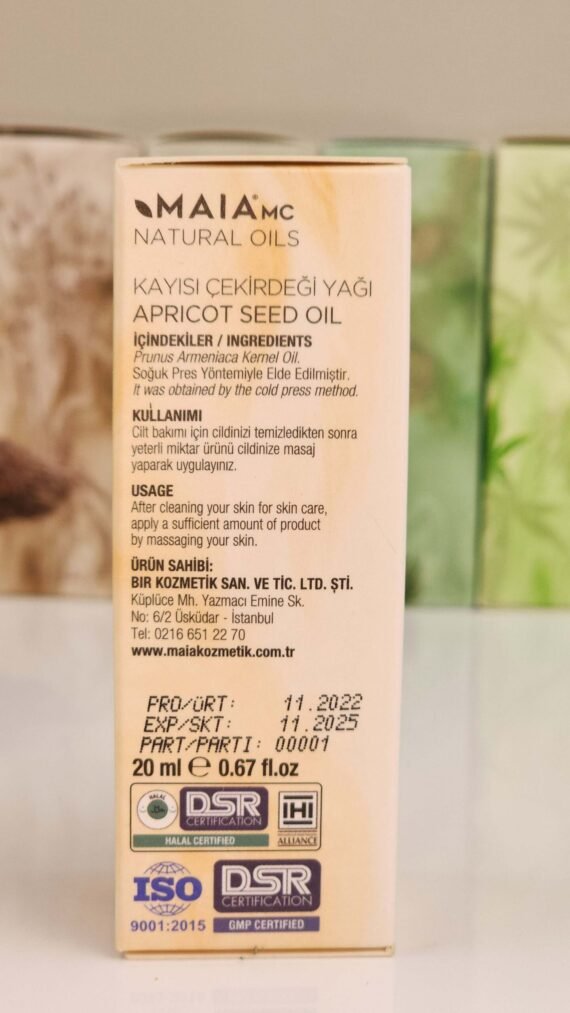 MAIA® MC
NATURAL OILS
KAYISI ÇEKİRDEĞİ YAĞI
APRICOT SEED OIL
İÇİNDEKİLER / INGREDIENTS
Prunus Armeniaca Kernel Oil.
Soğuk Pres Yöntemiyle Elde Edilmiştir.
It was obtained by the cold press method.
KULLANIMI
Cilt bakımı için cildinizi temizledikten sonra
yeterli miktar ürünü cildinize masaj
yaparak uygulayınız.
USAGE
After cleaning your skin for skin care,
apply a sufficient amount of product
by massaging your skin.
ÜRÜN SAHİBİ:
BIR KOZMETİK SAN. VE TİC. LTD. ŞTİ.
Küplüce Mh. Yazmacı Emine Sk.
No: 6/2 Üsküdar - İstanbul
Tel: 0216 651 22 70
www.maiakozmetik.com.tr
PRO/ÜRT: 11.2022
EXP/SKT: 11.2025
PART/PARTI: 00001
20 ml ℮ 0.67 fl.oz
HALAL
DSR
CERTIFICATION
HALAL CERTIFIED
IHI
ALLIANCE
ISO
9001:2015
DSR
CERTIFICATION
GMP CERTIFIED